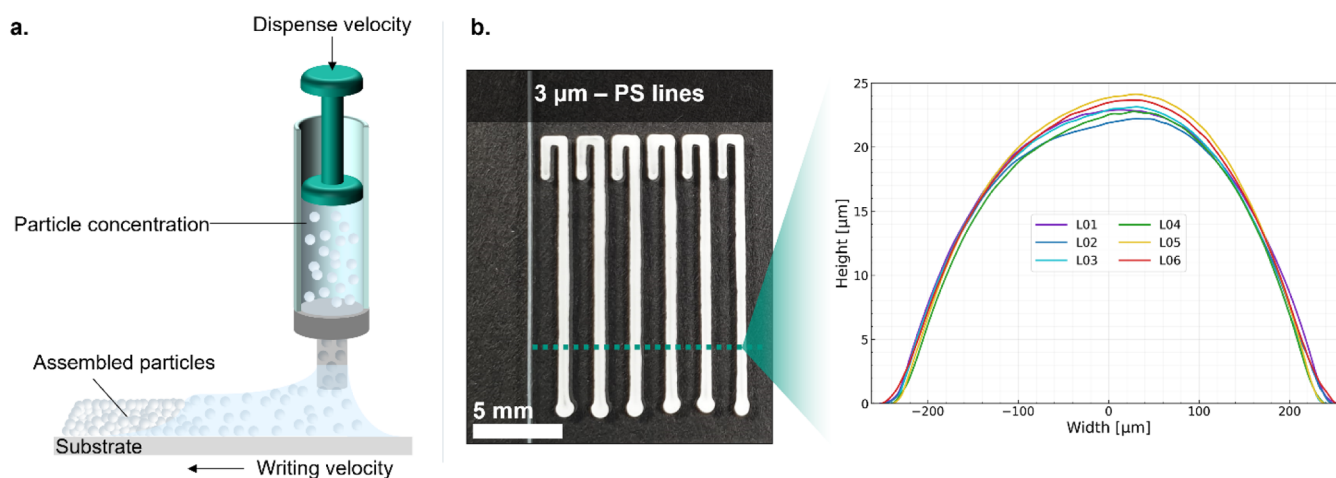 a.
Dispense velocity
Particle concentration
Assembled particles
Substrate
Writing velocity
b.
3 µm – PS lines
5 mm
25
20
15
10
5
0
Height [µm]
L01
L02
L03
L04
L05
L06
−200
−100
0
100
200
Width [µm]